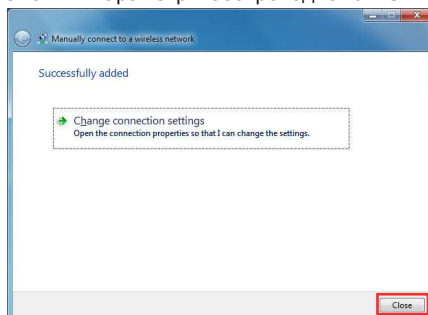 Manually connect to a wireless network
Successfully added
Change connection settings
Open the connection properties so that I can change the settings.
Close